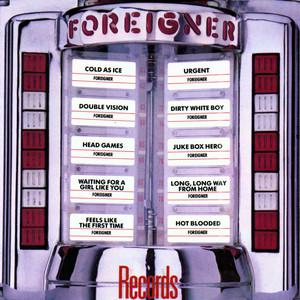 FOREIGNER
COLD AS ICE
FOREIGNER
DOUBLE VISION
FOREIGNER
HEAD GAMES
FOREIGNER
WAITING FOR A
GIRL LIKE YOU
FOREIGNER
FEELS LIKE
THE FIRST TIME
FOREIGNER
URGENT
FOREIGNER
DIRTY WHITE BOY
FOREIGNER
JUKE BOX HERO
FOREIGNER
LONG, LONG WAY
FROM HOME
FOREIGNER
HOT BLOODED
FOREIGNER
Records